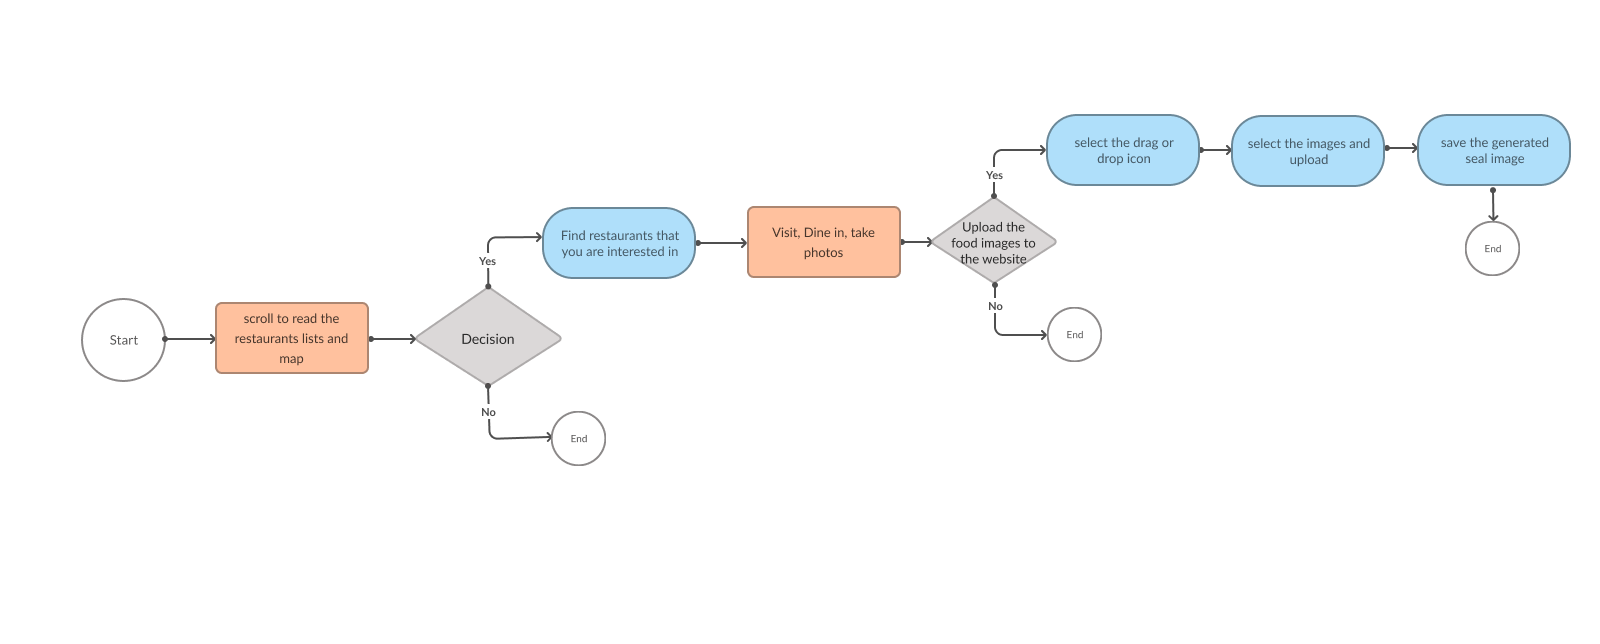 Start
scroll to read the
restaurants lists and
map
Decision
Yes
No
End
Find restaurants that
you are interested in
Visit, Dine in, take
photos
Upload the
food images to
the website
Yes
No
End
select the drag or
drop icon
select the images and
upload
save the generated
seal image
End